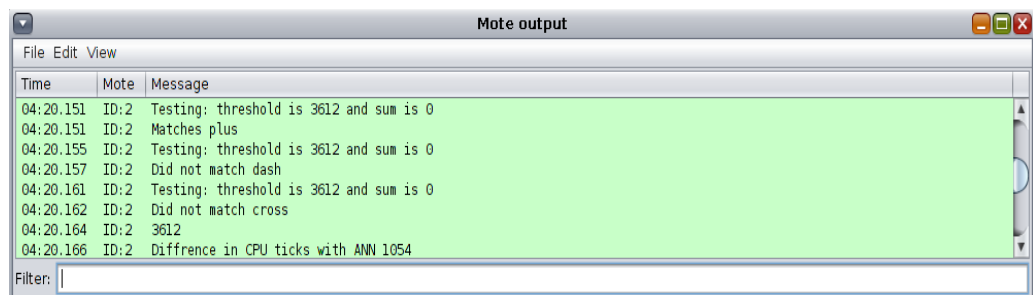 Mote output
File Edit View
Time Mote Message
04:20.151 ID:2 Testing: threshold is 3612 and sum is 0
04:20.151 ID:2 Matches plus
04:20.155 ID:2 Testing: threshold is 3612 and sum is 0
04:20.157 ID:2 Did not match dash
04:20.161 ID:2 Testing: threshold is 3612 and sum is 0
04:20.162 ID:2 Did not match cross
04:20.164 ID:2 3612
04:20.166 ID:2 Diffrence in CPU ticks with ANN 1054
Filter: